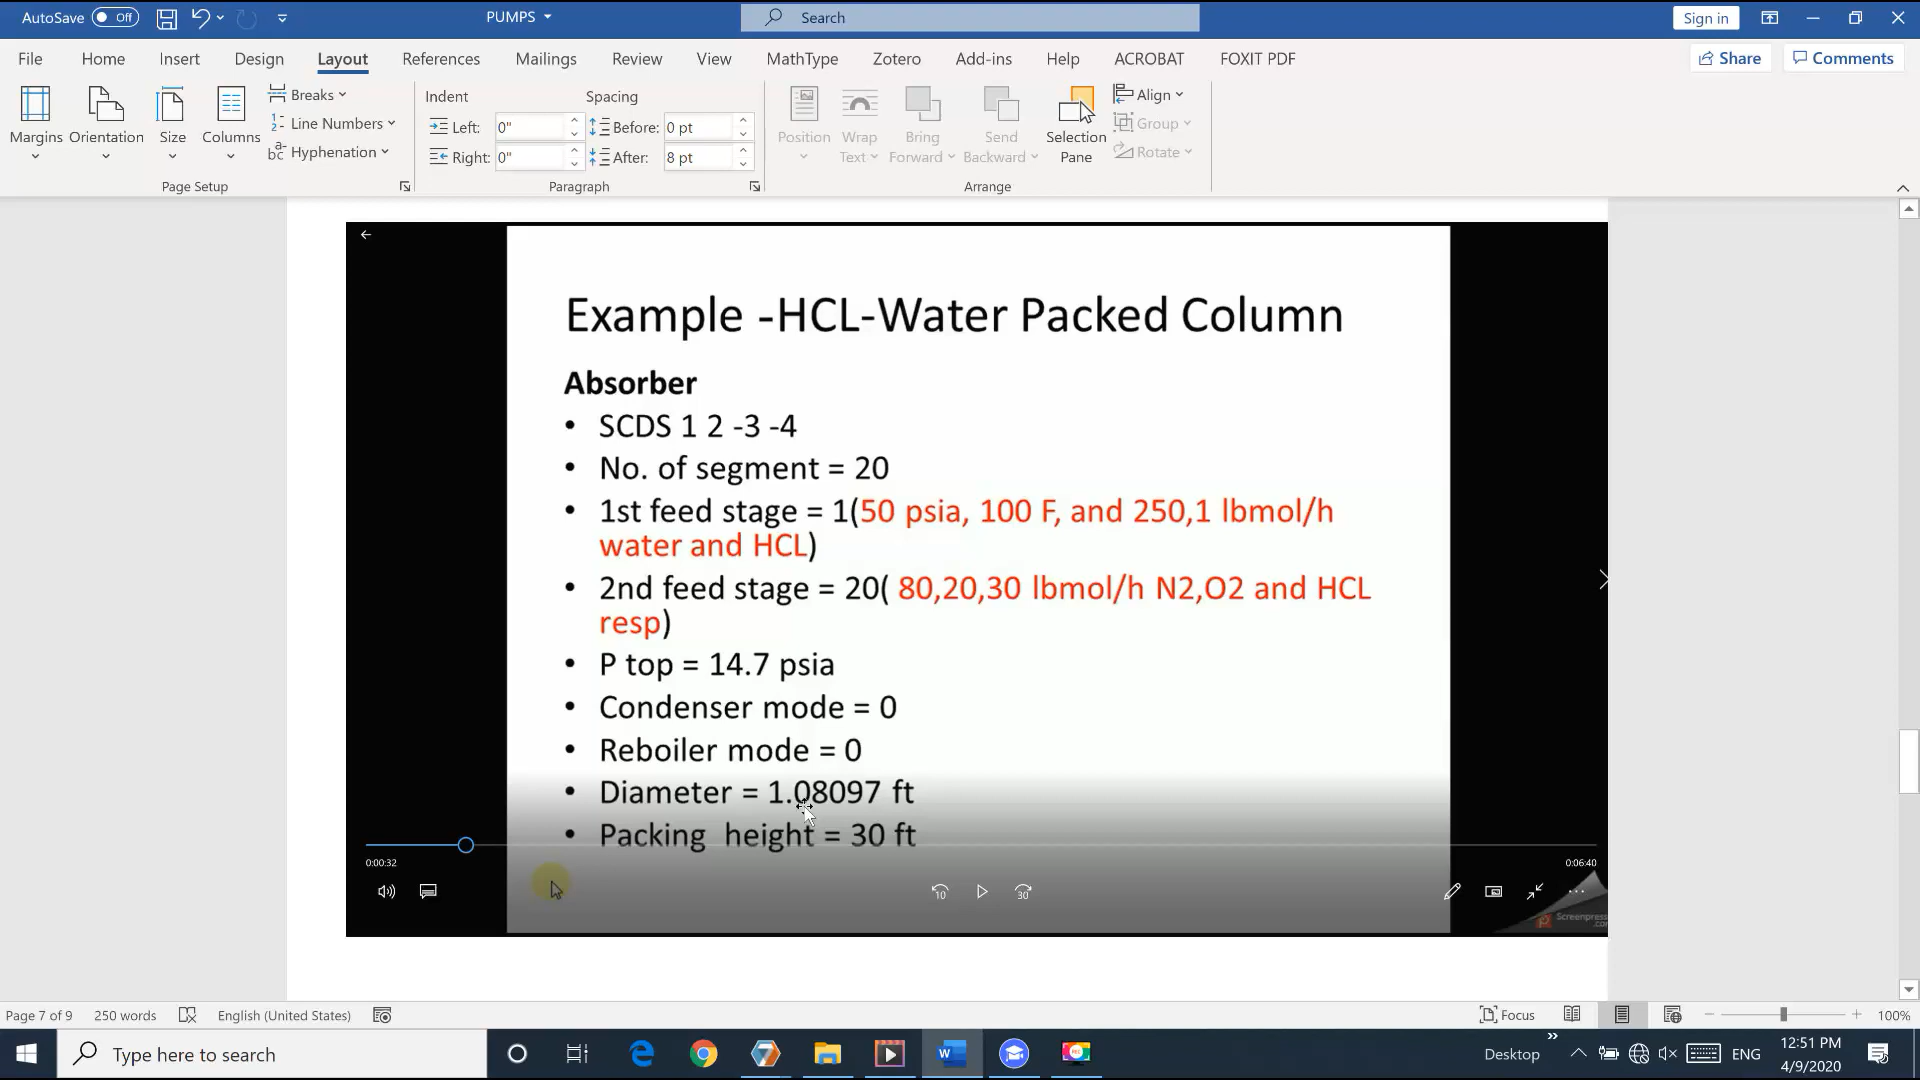 AutoSave Off PUMPS Search Sign in
File Home Insert Design Layout References Mailings Review View MathType Zotero Add-ins Help ACROBAT FOXIT PDF Share Comments
Margins Orientation Size Columns
Breaks
Line Numbers
Hyphenation
Page Setup
Indent Spacing
Left: 0" Before: 0 pt
Right: 0" After: 8 pt
Paragraph
Position Wrap Text Bring Forward Send Backward Selection Pane
Align
Group
Rotate
Arrange
Example -HCL-Water Packed Column
Absorber
• SCDS 1 2 -3 -4
• No. of segment = 20
• 1st feed stage = 1(50 psia, 100 F, and 250,1 lbmol/h
water and HCL)
• 2nd feed stage = 20( 80,20,30 lbmol/h N2,O2 and HCL
resp)
• P top = 14.7 psia
• Condenser mode = 0
• Reboiler mode = 0
• Diameter = 1.08097 ft
• Packing height = 30 ft
0:00:32 0:06:40
10 30
Screenpress
Page 7 of 9 250 words English (United States) Focus 100%
Type here to search Desktop ENG 12:51 PM
4/9/2020